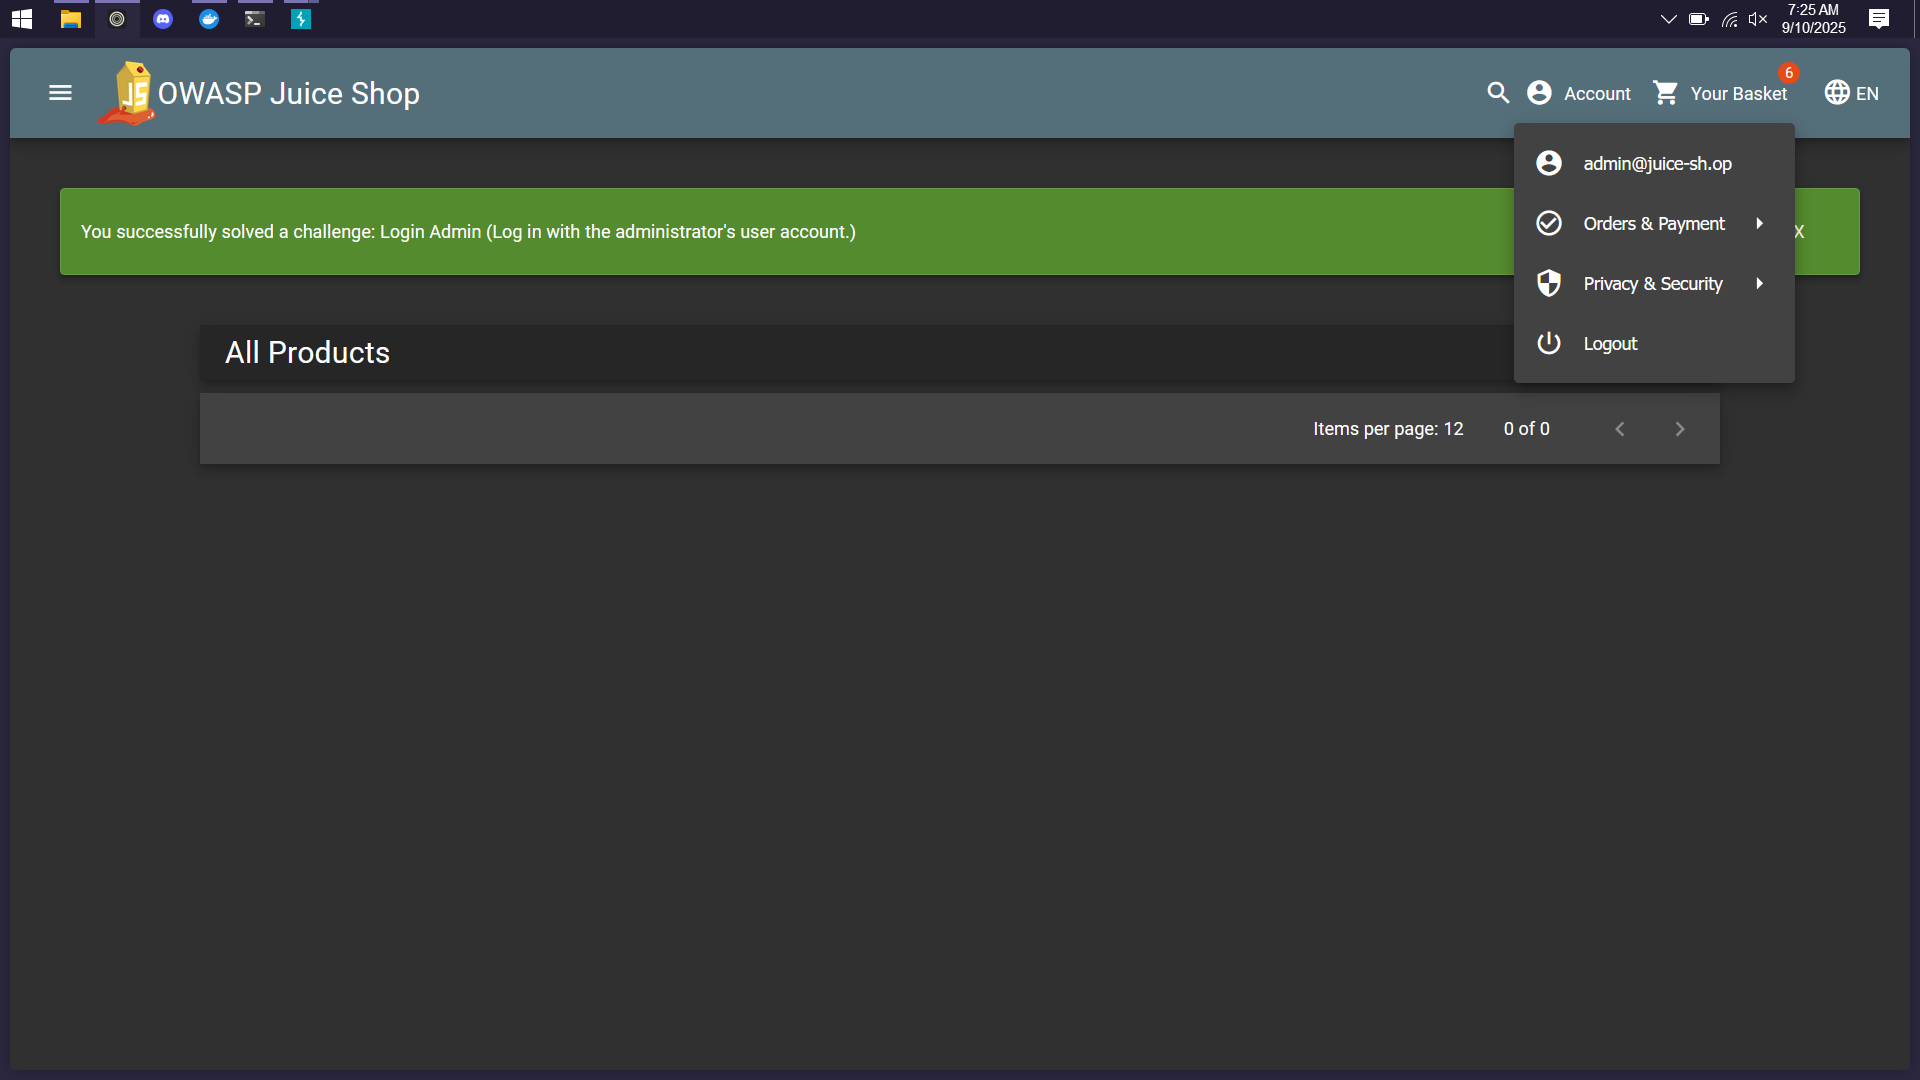 7:25 AM
9/10/2025
JS
OWASP Juice Shop
Account
Your Basket
6
EN
admin@juice-sh.op
Orders & Payment
Privacy & Security
Logout
You successfully solved a challenge: Login Admin (Log in with the administrator's user account.)
X
All Products
Items per page: 12
0 of 0